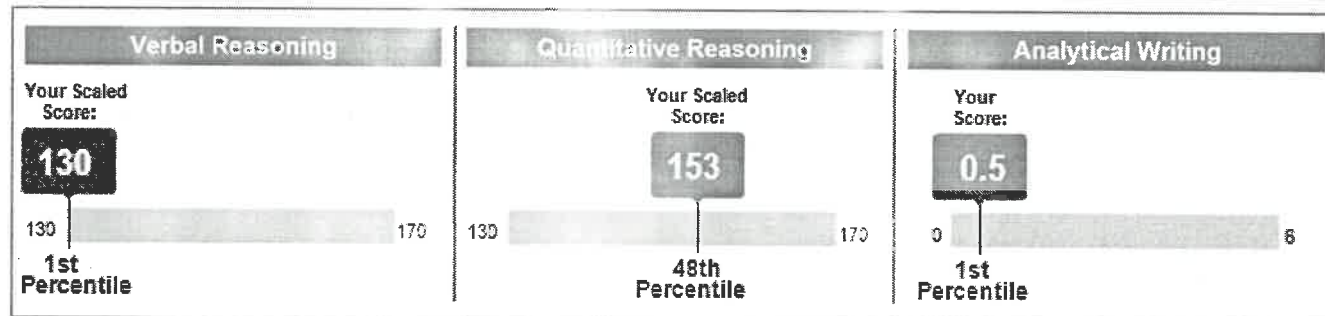 Verbal Reasoning
Your Scaled
Score:
130
130
170
1st
Percentile
Quantitative Reasoning
Your Scaled
Score:
153
130
170
48th
Percentile
Analytical Writing
Your
Score:
0.5
0
6
1st
Percentile